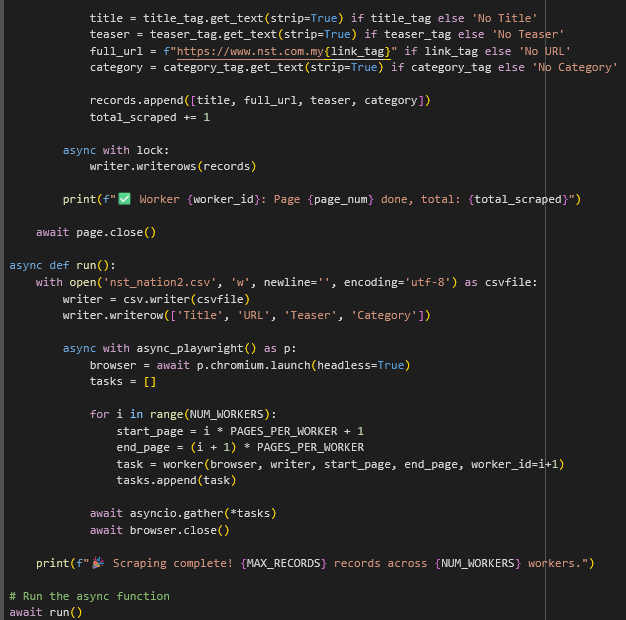 title = title_tag.get_text(strip=True) if title_tag else 'No Title'
teaser = teaser_tag.get_text(strip=True) if teaser_tag else 'No Teaser'
full_url = f"https://www.nst.com.my{link_tag}" if link_tag else 'No URL'
category = category_tag.get_text(strip=True) if category_tag else 'No Category'
records.append([title, full_url, teaser, category])
total_scraped += 1
async with lock:
writer.writerows(records)
print(f"✅ Worker {worker_id}: Page {page_num} done, total: {total_scraped}")
await page.close()
async def run():
with open('nst_nation2.csv', 'w', newline='', encoding='utf-8') as csvfile:
writer = csv.writer(csvfile)
writer.writerow(['Title', 'URL', 'Teaser', 'Category'])
async with async_playwright() as p:
browser = await p.chromium.launch(headless=True)
tasks = []
for i in range(NUM_WORKERS):
start_page = i * PAGES_PER_WORKER + 1
end_page = (i + 1) * PAGES_PER_WORKER
task = worker(browser, writer, start_page, end_page, worker_id=i+1)
tasks.append(task)
await asyncio.gather(*tasks)
await browser.close()
print(f"🎉 Scraping complete! {MAX_RECORDS} records across {NUM_WORKERS} workers.")
# Run the async function
await run()